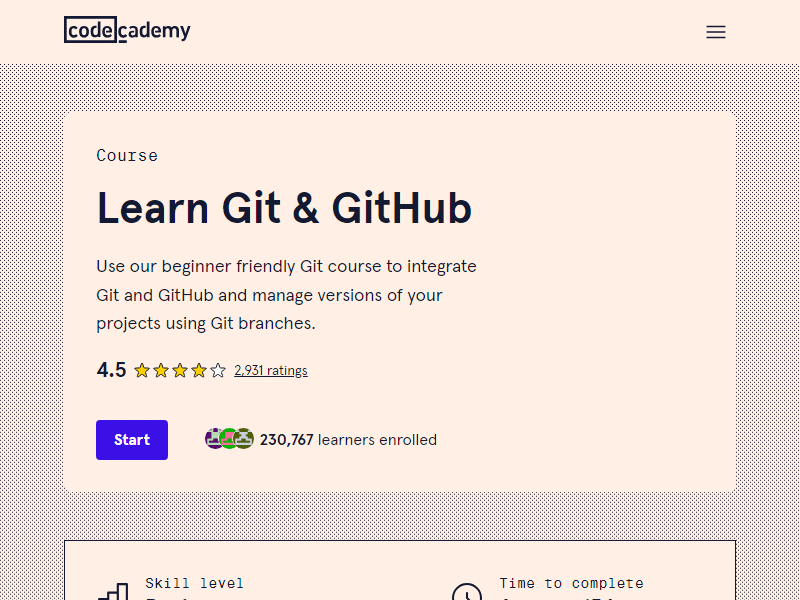 codecademy
Course
Learn Git & GitHub
Use our beginner friendly Git course to integrate
Git and GitHub and manage versions of your
projects using Git branches.
4.5 2,931 ratings
Start 230,767 learners enrolled
Skill level Time to complete